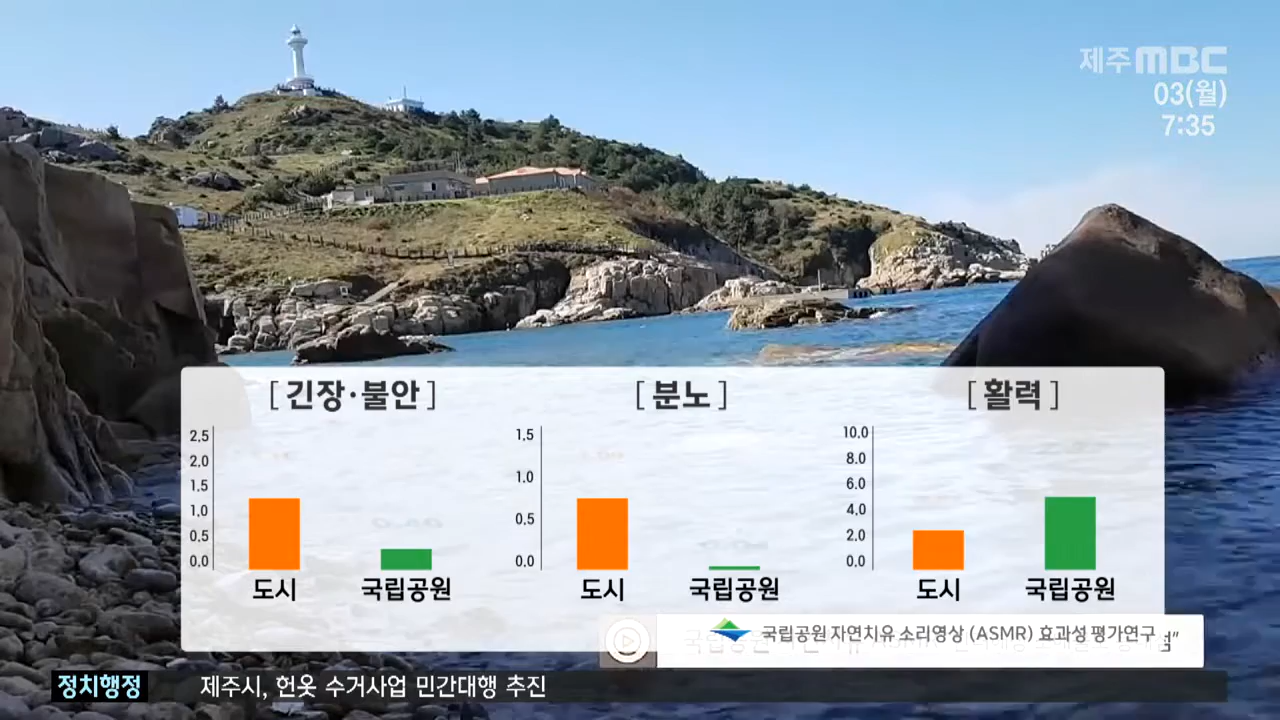 제주MBC
03(월)
7:35
[긴장·불안]
2.5
2.0
1.5
1.0
0.5
0.0
도시
국립공원
[분노]
1.5
1.0
0.5
0.0
도시
국립공원
[활력]
10.0
8.0
6.0
4.0
2.0
0.0
도시
국립공원
국립공원 자연치유 소리영상 (ASMR) 효과성 평가연구
정치행정
제주시, 헌옷 수거사업 민간대행 추진